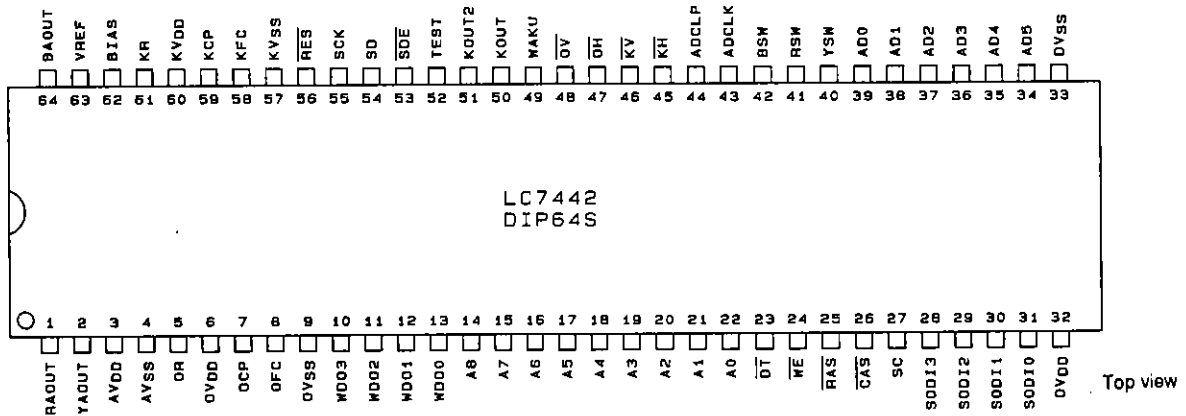 BAOUT VREF BIAS KR KVDD KCP KFC KVSS RES SCK SD SDE TEST KOUT2 KOUT WAKU OV OH KV KH ADCLP ADCLK BSW RSW YSW AD0 AD1 AD2 AD3 AD4 AD5 DVSS
64 63 62 61 60 59 58 57 56 55 54 53 52 51 50 49 48 47 46 45 44 43 42 41 40 39 38 37 36 35 34 33
LC7442
DIP64S
1 2 3 4 5 6 7 8 9 10 11 12 13 14 15 16 17 18 19 20 21 22 23 24 25 26 27 28 29 30 31 32
RAOUT YAOUT AVDD AVSS OR OVDD OCP OFC OVSS WDO3 WDO2 WDO1 WDO0 A8 A7 A6 A5 A4 A3 A2 A1 A0 DT WE RAS CAS SC SODI3 SODI2 SODI1 SODI0 DVDD
Top view